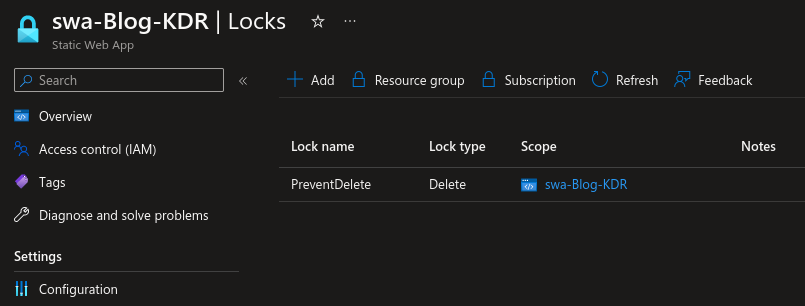 swa-Blog-KDR | Locks ☆ ···
Static Web App
Search «
Add Resource group Subscription Refresh Feedback
Overview
Access control (IAM)
Tags
Diagnose and solve problems
Settings
Configuration
Lock name Lock type Scope Notes
PreventDelete Delete swa-Blog-KDR